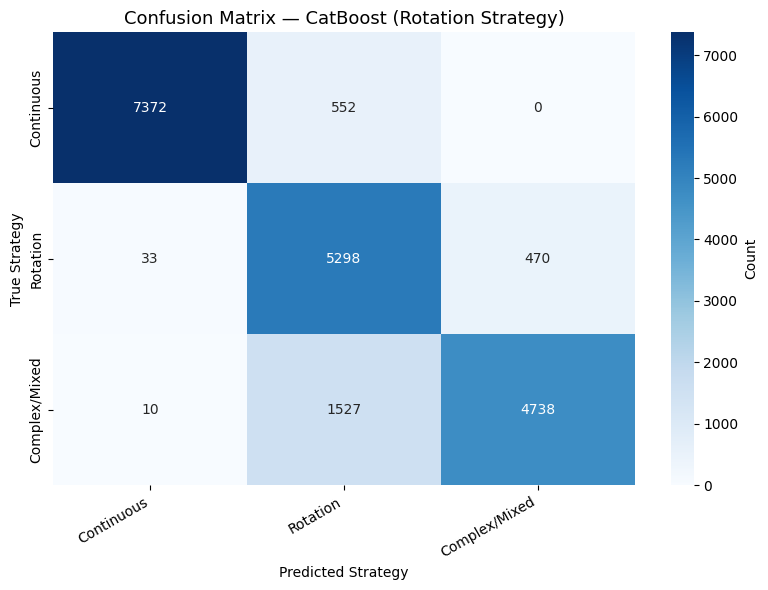 Confusion Matrix — CatBoost (Rotation Strategy)
True Strategy
Continuous
7372 552 0
Rotation
33 5298 470
Complex/Mixed
10 1527 4738
Continuous Rotation Complex/Mixed
Predicted Strategy
7000
6000
5000
4000
3000
2000
1000
0
Count